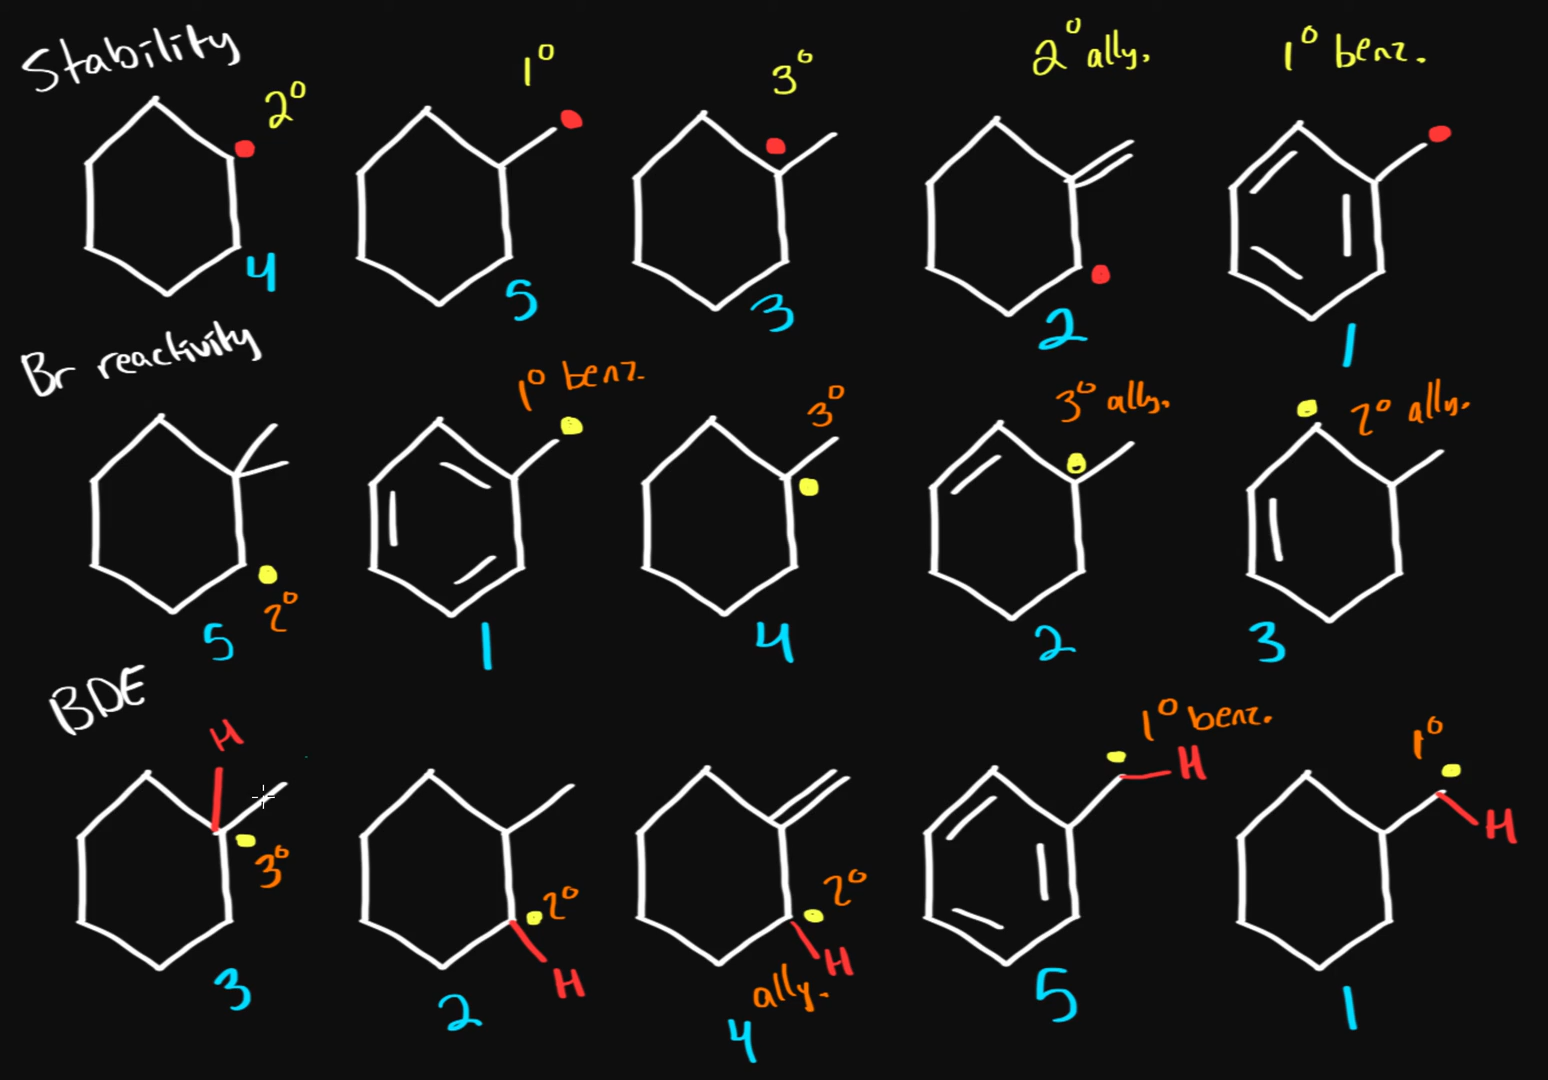 Stability
2° 1° 3° 2° ally. 1° benz.
4 5 3 2 1
Br reactivity
1° benz. 3° 3° ally. 2° ally.
2°
5 1 4 2 3
BDE
H 1° benz. H 1° H
3° 2° H 2° H
ally.
3 2 4 5 1